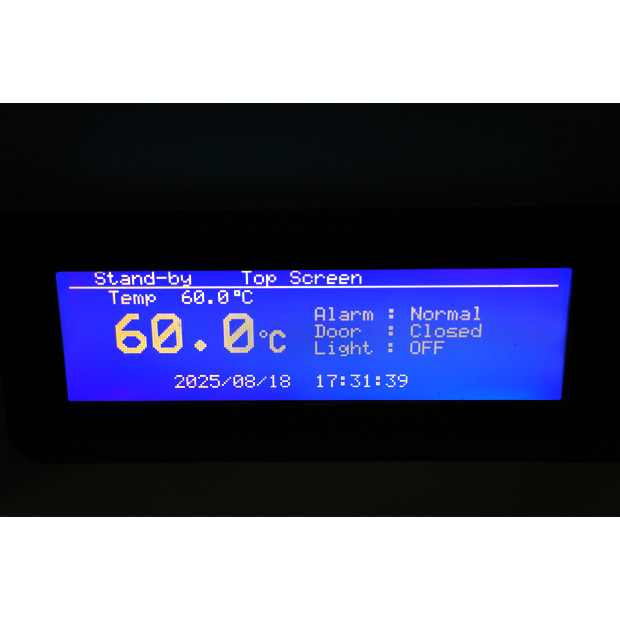 Stand-by Top Screen
Temp 60.0℃
60.0℃
Alarm : Normal
Door : Closed
Light : OFF
2025/08/18 17:31:39